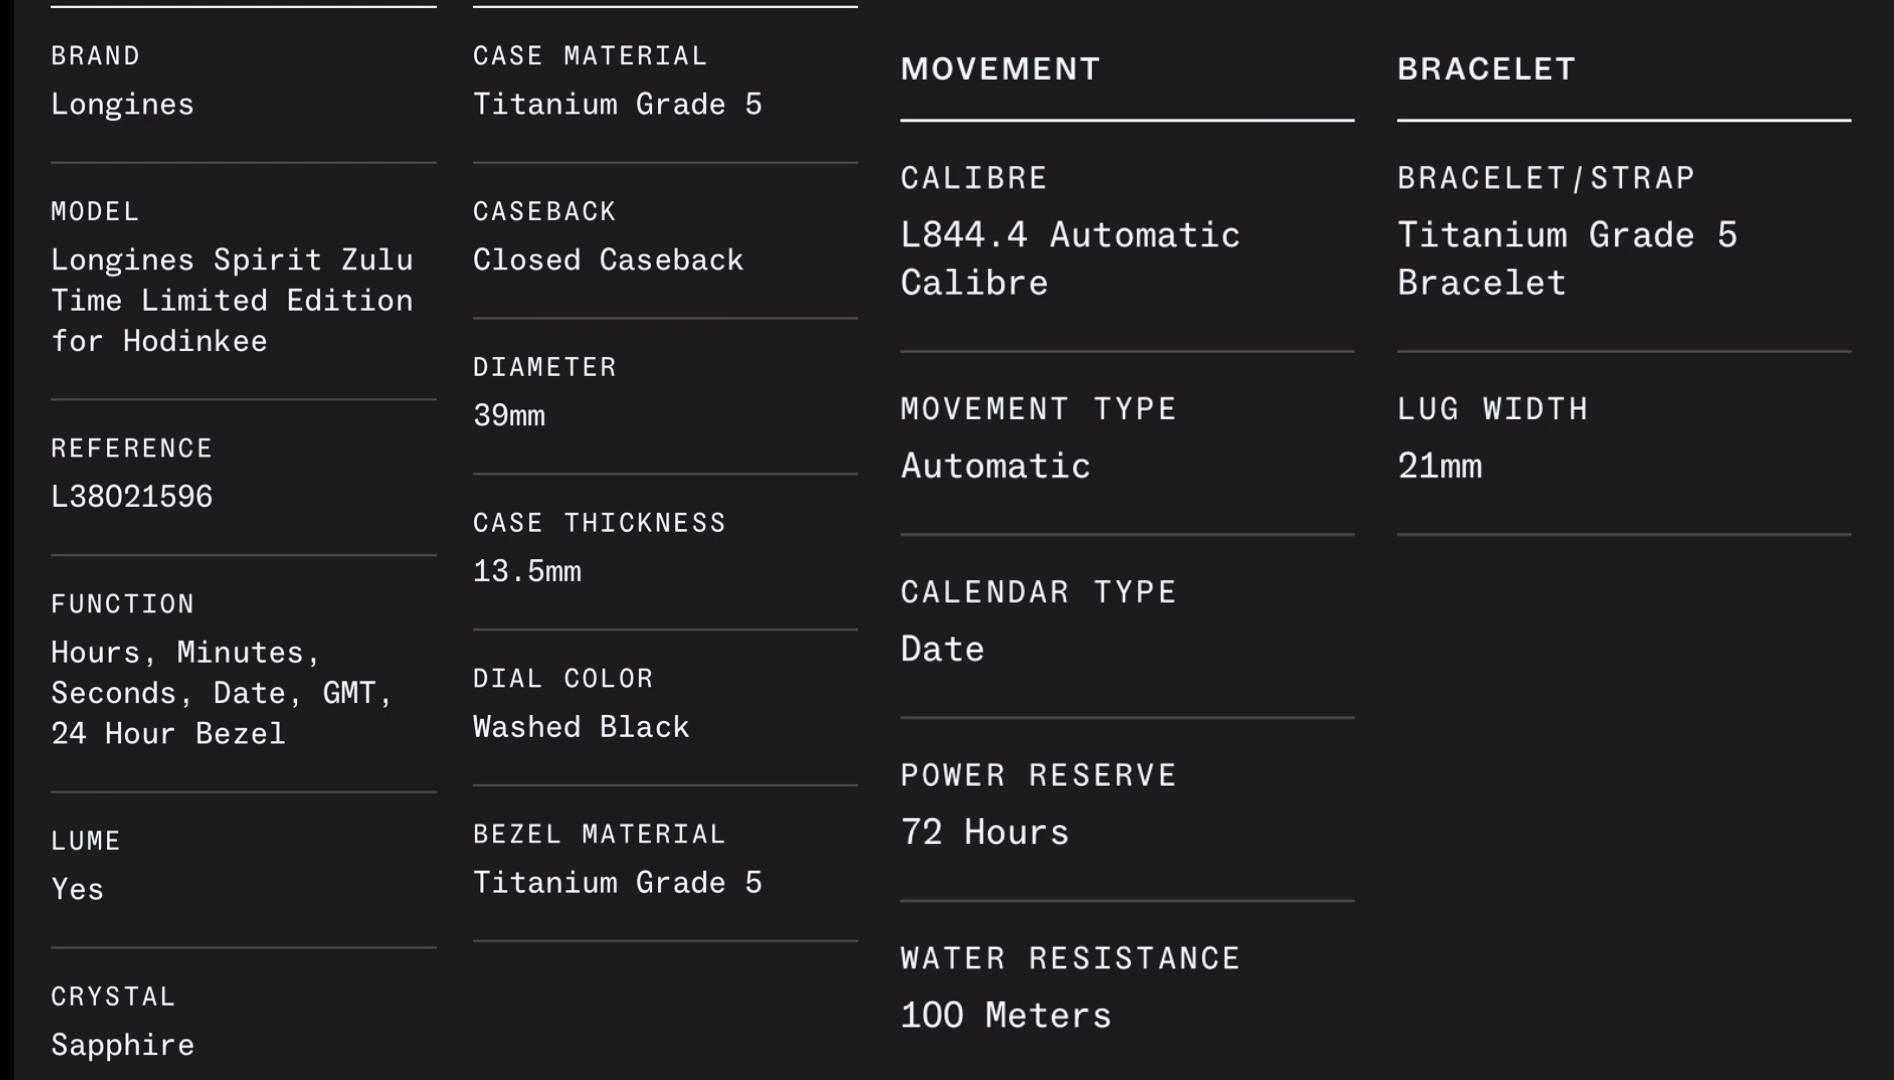 BRAND
Longines
MODEL
Longines Spirit Zulu
Time Limited Edition
for Hodinkee
REFERENCE
L38021596
FUNCTION
Hours, Minutes,
Seconds, Date, GMT,
24 Hour Bezel
LUME
Yes
CRYSTAL
Sapphire
CASE MATERIAL
Titanium Grade 5
CASEBACK
Closed Caseback
DIAMETER
39mm
CASE THICKNESS
13.5mm
DIAL COLOR
Washed Black
BEZEL MATERIAL
Titanium Grade 5
MOVEMENT
CALIBRE
L844.4 Automatic
Calibre
MOVEMENT TYPE
Automatic
CALENDAR TYPE
Date
POWER RESERVE
72 Hours
WATER RESISTANCE
100 Meters
BRACELET
BRACELET/STRAP
Titanium Grade 5
Bracelet
LUG WIDTH
21mm